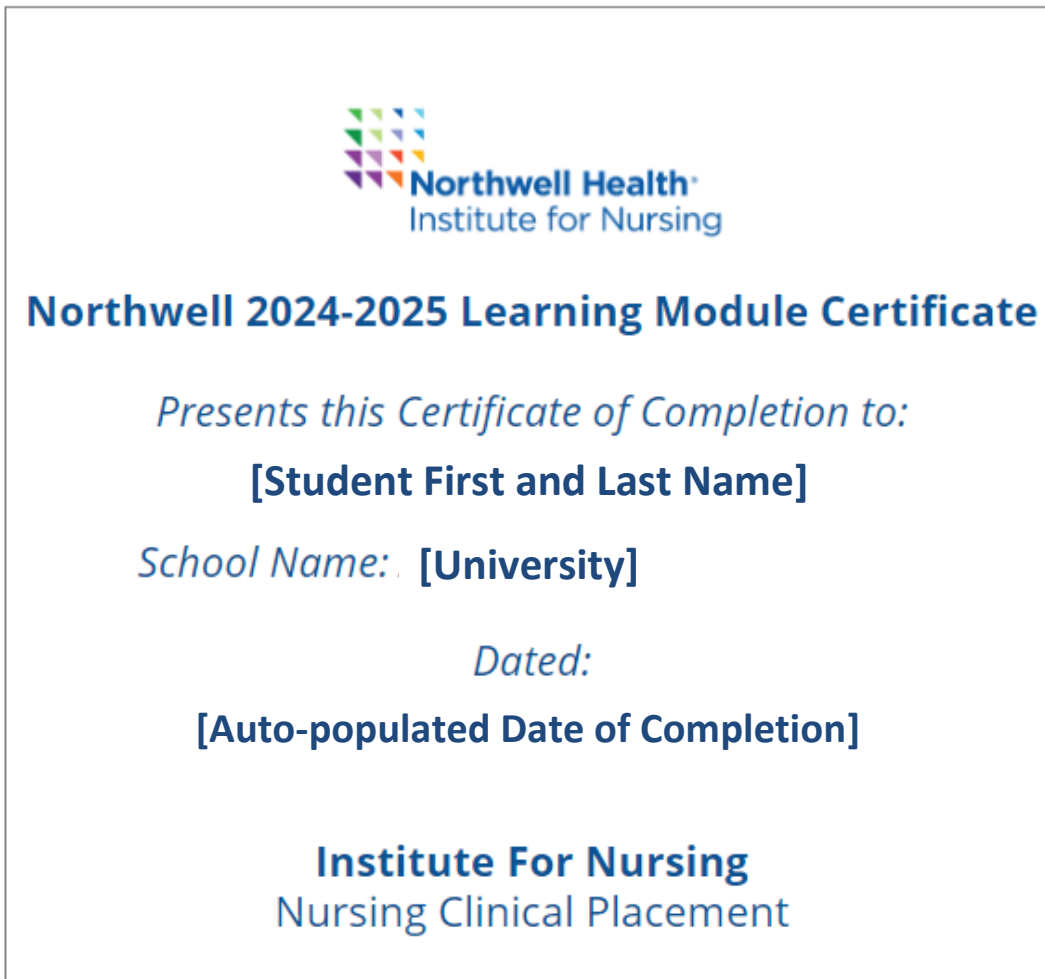 Northwell Health®
Institute for Nursing
Northwell 2024-2025 Learning Module Certificate
Presents this Certificate of Completion to:
[Student First and Last Name]
School Name: [University]
Dated:
[Auto-populated Date of Completion]
Institute For Nursing
Nursing Clinical Placement